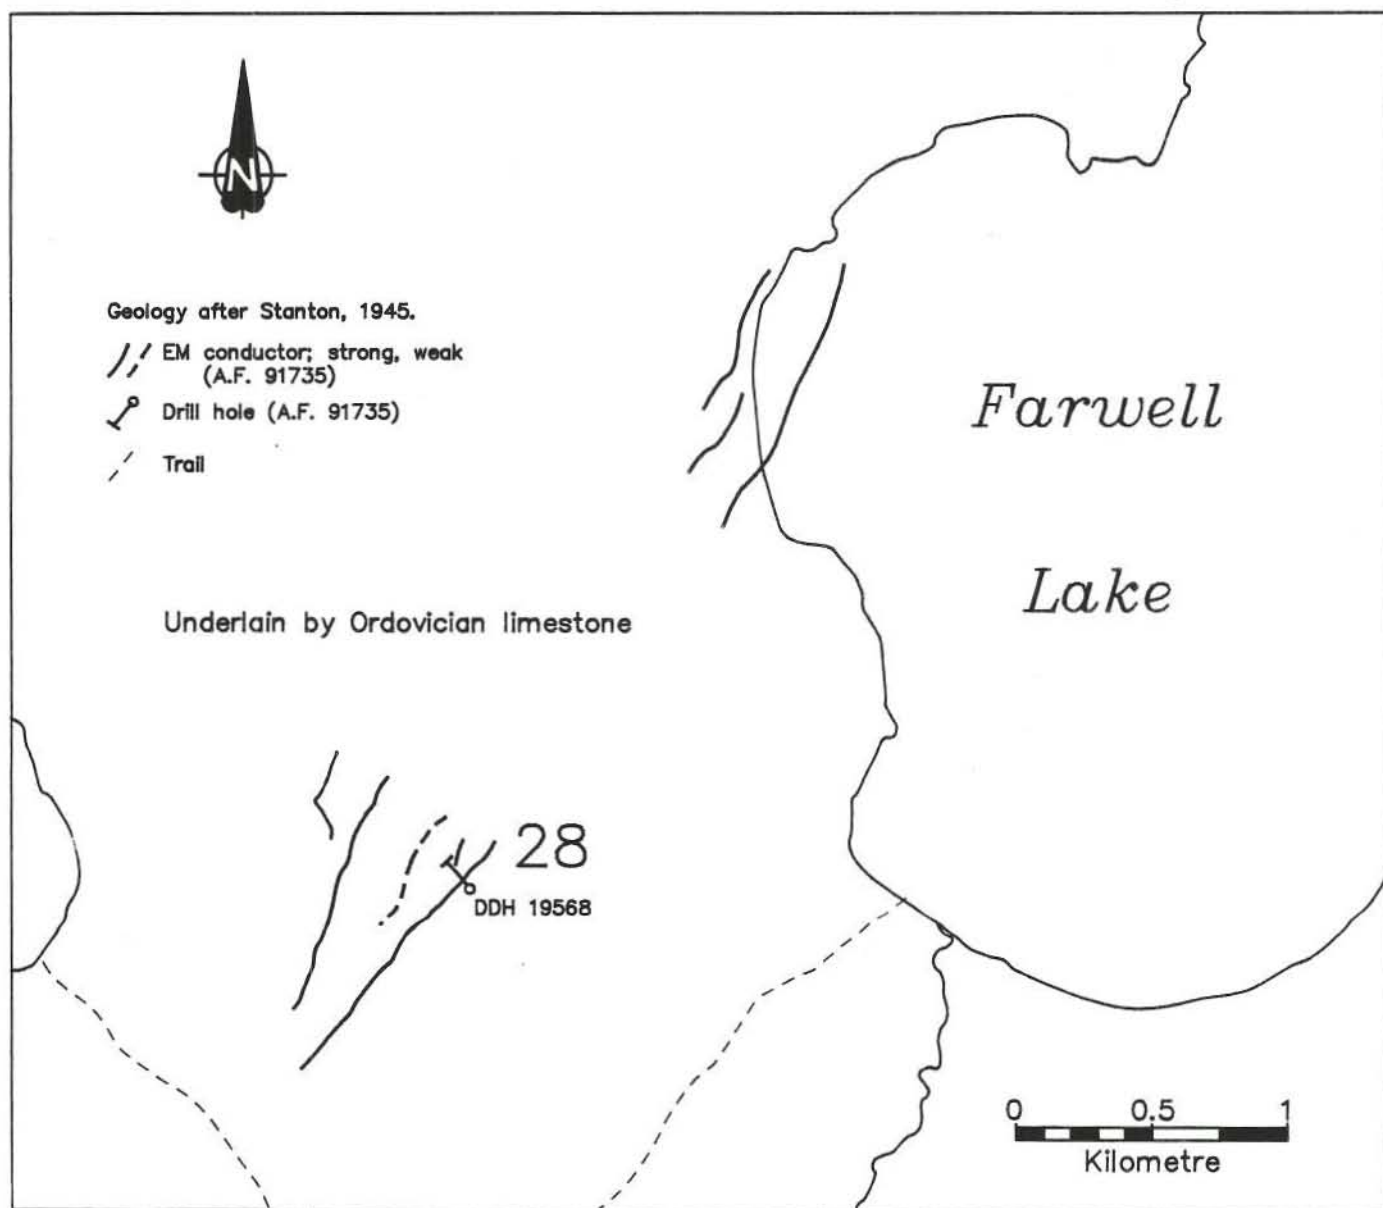 N
Geology after Stanton, 1945.
EM conductor; strong, weak
(A.F. 91735)
Drill hole (A.F. 91735)
Trail
Farwell
Lake
Underlain by Ordovician limestone
28
DDH 19568
0 0.5 1
Kilometre